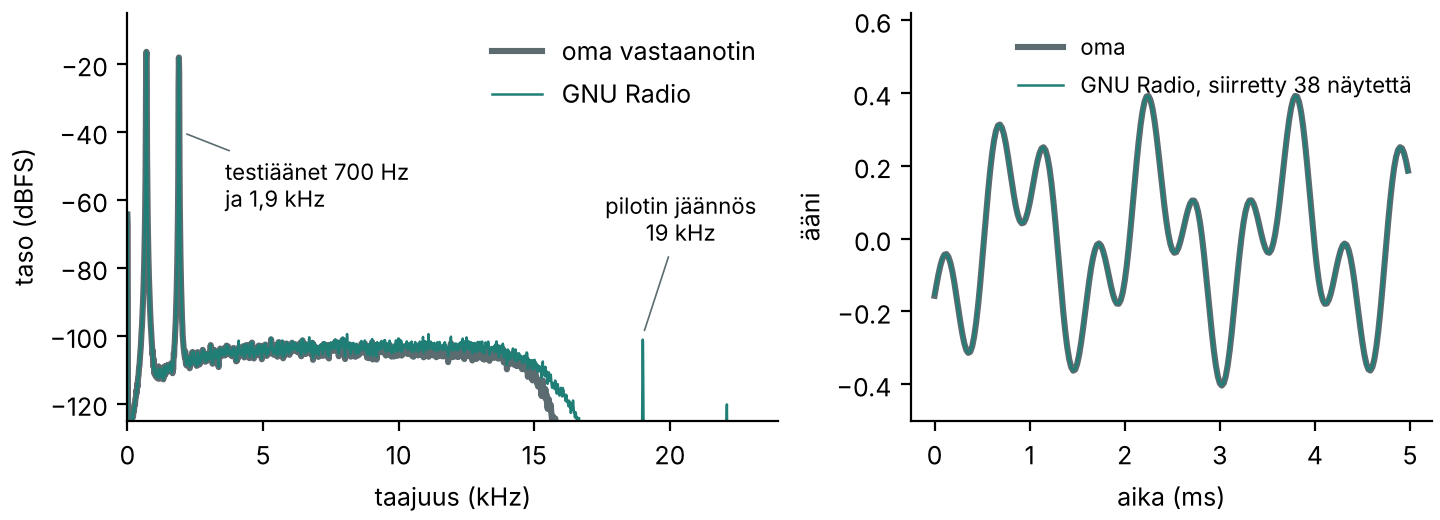 taso (dBFS)
−20
−40
−60
−80
−100
−120
oma vastaanotin
GNU Radio
testiäänet 700 Hz
ja 1,9 kHz
pilotin jäännös
19 kHz
0 5 10 15 20
taajuus (kHz)
ääni
0.6
0.4
0.2
0.0
−0.2
−0.4
oma
GNU Radio, siirretty 38 näytettä
0 1 2 3 4 5
aika (ms)